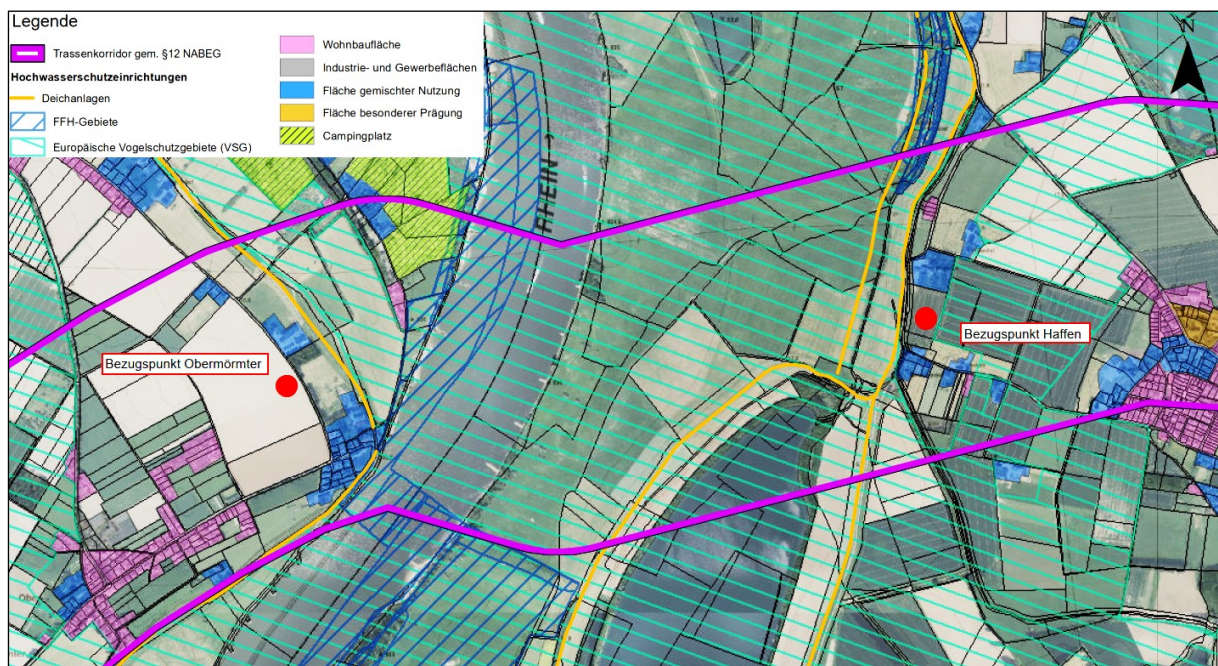 Legende
Trassenkorridor gem. §12 NABEG
Hochwasserschutzeinrichtungen
Deichanlagen
FFH-Gebiete
Europäische Vogelschutzgebiete (VSG)
Wohnbaufläche
Industrie- und Gewerbeflächen
Fläche gemischter Nutzung
Fläche besonderer Prägung
Campingplatz
N
RHEIN
Bezugspunkt Obermörmter
Bezugspunkt Haffen